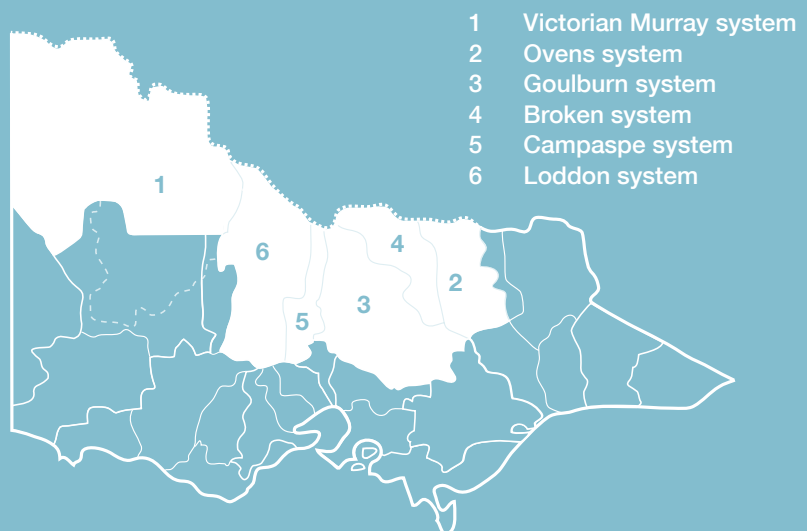 1 Victorian Murray system
2 Ovens system
3 Goulburn system
4 Broken system
5 Campaspe system
6 Loddon system
1
4
6
2
3
5